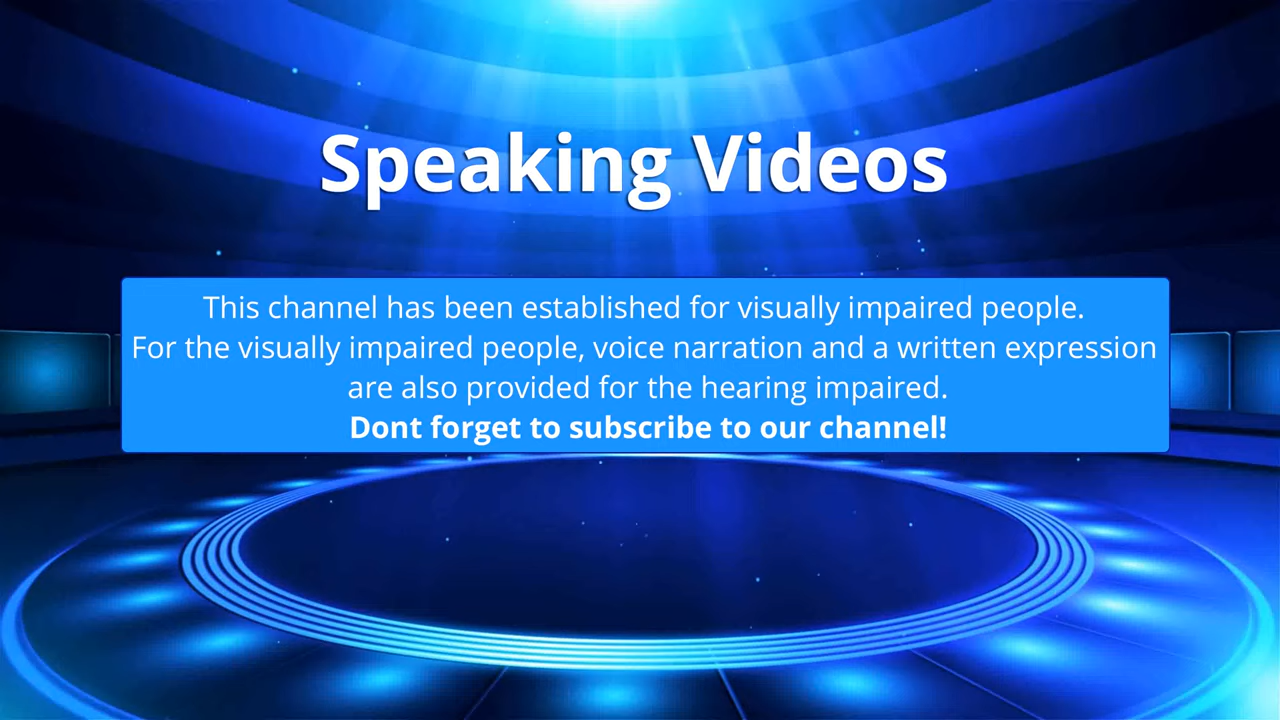 Speaking Videos
This channel has been established for visually impaired people.
For the visually impaired people, voice narration and a written expression
are also provided for the hearing impaired.
Dont forget to subscribe to our channel!